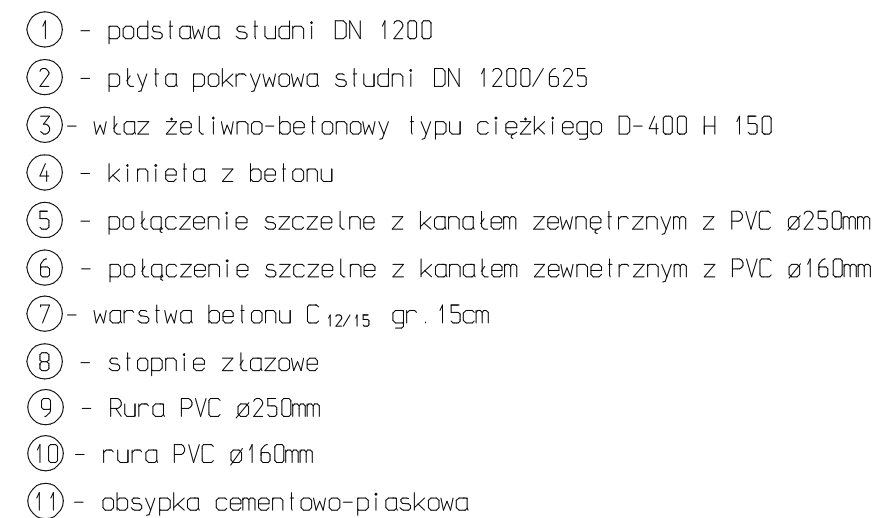 1 - podstawa studni DN 1200
2 - płyta pokrywowa studni DN 1200/625
3 - właz żeliwno-betonowy typu ciężkiego D-400 H 150
4 - kinieta z betonu
5 - połączenie szczelne z kanałem zewnętrznym z PVC ø250mm
6 - połączenie szczelne z kanałem zewnetrznym z PVC ø160mm
7 - warstwa betonu C 12/15 gr. 15cm
8 - stopnie złazowe
9 - Rura PVC ø250mm
10 - rura PVC ø160mm
11 - obsypka cementowo-piaskowa